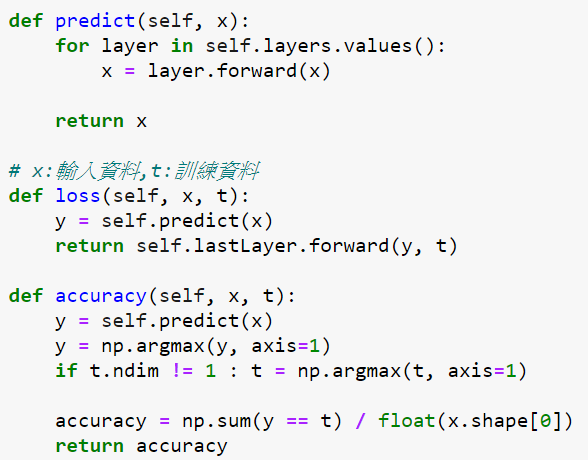 def predict(self, x):
    for layer in self.layers.values():
        x = layer.forward(x)

    return x

# x:輸入資料,t:訓練資料
def loss(self, x, t):
    y = self.predict(x)
    return self.lastLayer.forward(y, t)

def accuracy(self, x, t):
    y = self.predict(x)
    y = np.argmax(y, axis=1)
    if t.ndim != 1 : t = np.argmax(t, axis=1)

    accuracy = np.sum(y == t) / float(x.shape[0])
    return accuracy